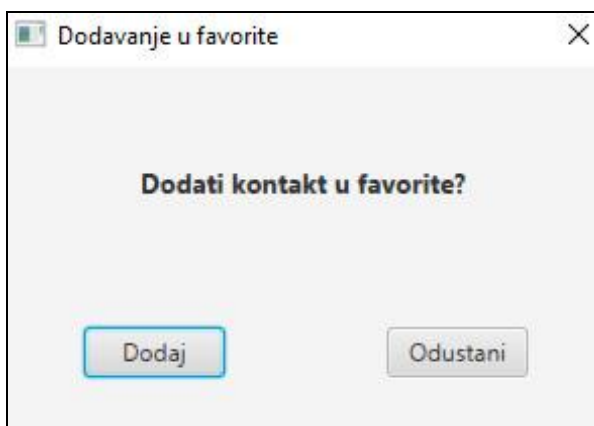 Dodavanje u favorite
Dodati kontakt u favorite?
Dodaj
Odustani